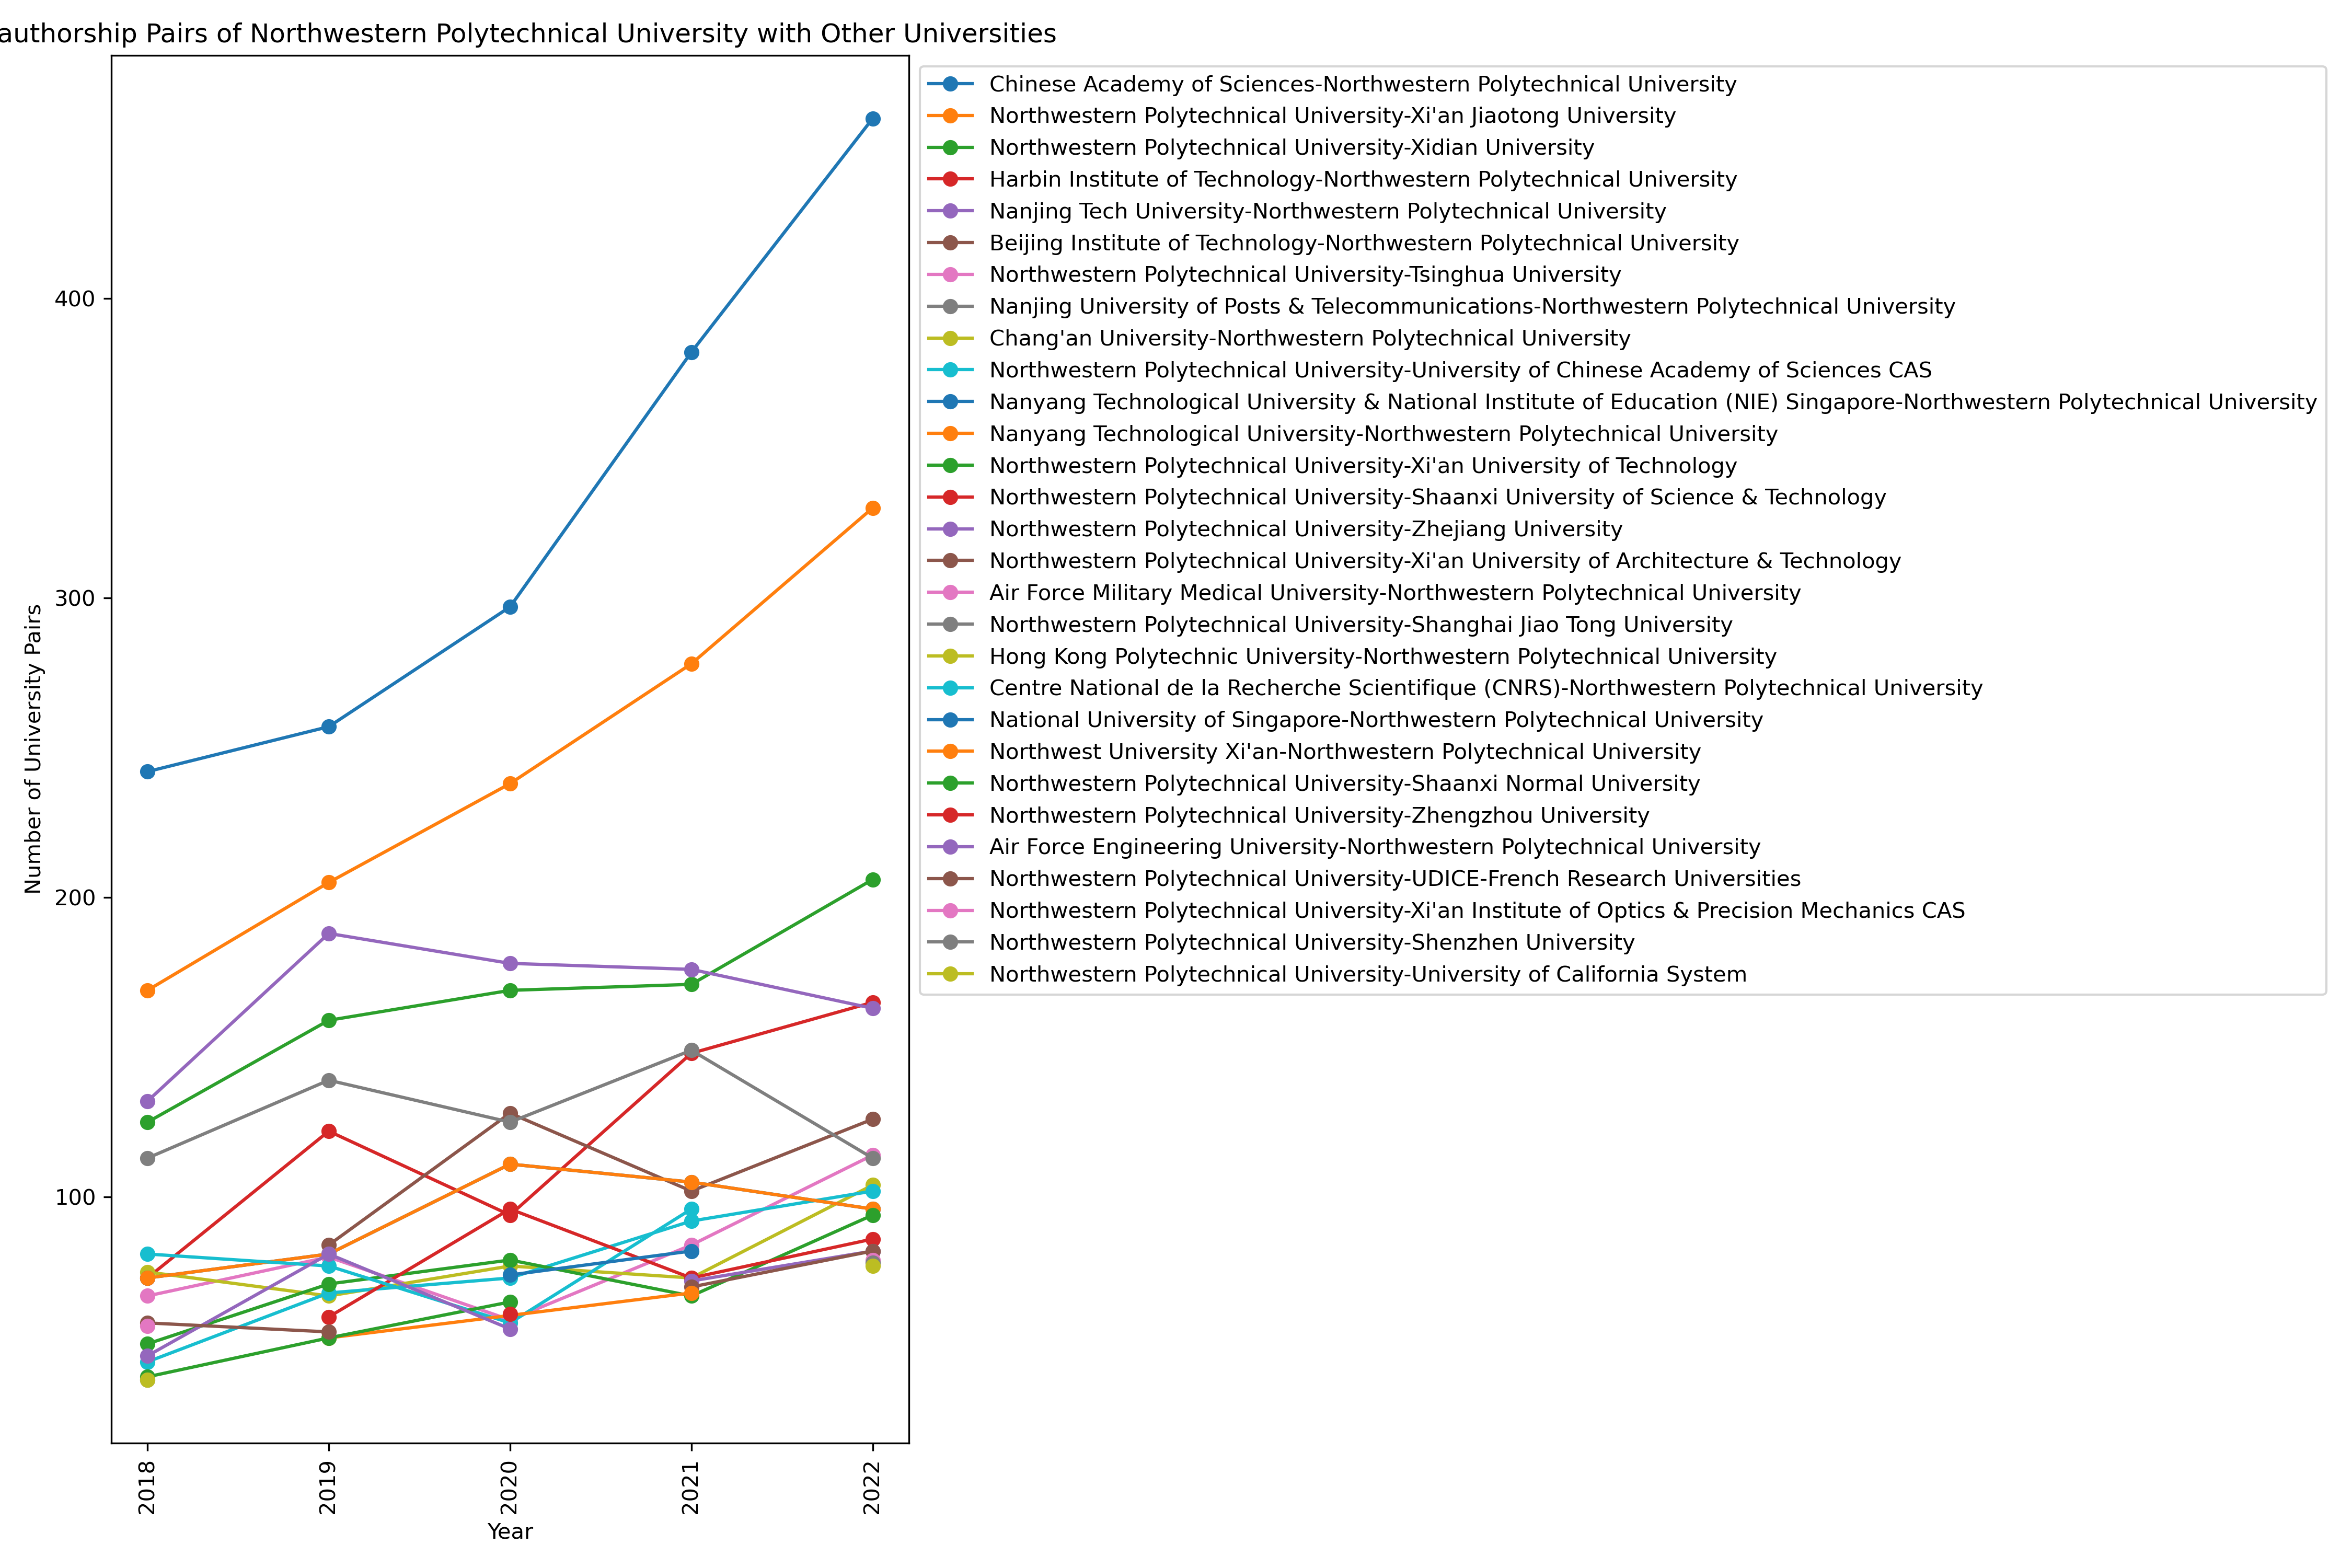 authorship Pairs of Northwestern Polytechnical University with Other Universities
Number of University Pairs
400
300
200
100
2018
2019
2020
2021
2022
Year
Chinese Academy of Sciences-Northwestern Polytechnical University
Northwestern Polytechnical University-Xi'an Jiaotong University
Northwestern Polytechnical University-Xidian University
Harbin Institute of Technology-Northwestern Polytechnical University
Nanjing Tech University-Northwestern Polytechnical University
Beijing Institute of Technology-Northwestern Polytechnical University
Northwestern Polytechnical University-Tsinghua University
Nanjing University of Posts & Telecommunications-Northwestern Polytechnical University
Chang'an University-Northwestern Polytechnical University
Northwestern Polytechnical University-University of Chinese Academy of Sciences CAS
Nanyang Technological University & National Institute of Education (NIE) Singapore-Northwestern Polytechnical University
Nanyang Technological University-Northwestern Polytechnical University
Northwestern Polytechnical University-Xi'an University of Technology
Northwestern Polytechnical University-Shaanxi University of Science & Technology
Northwestern Polytechnical University-Zhejiang University
Northwestern Polytechnical University-Xi'an University of Architecture & Technology
Air Force Military Medical University-Northwestern Polytechnical University
Northwestern Polytechnical University-Shanghai Jiao Tong University
Hong Kong Polytechnic University-Northwestern Polytechnical University
Centre National de la Recherche Scientifique (CNRS)-Northwestern Polytechnical University
National University of Singapore-Northwestern Polytechnical University
Northwest University Xi'an-Northwestern Polytechnical University
Northwestern Polytechnical University-Shaanxi Normal University
Northwestern Polytechnical University-Zhengzhou University
Air Force Engineering University-Northwestern Polytechnical University
Northwestern Polytechnical University-UDICE-French Research Universities
Northwestern Polytechnical University-Xi'an Institute of Optics & Precision Mechanics CAS
Northwestern Polytechnical University-Shenzhen University
Northwestern Polytechnical University-University of California System